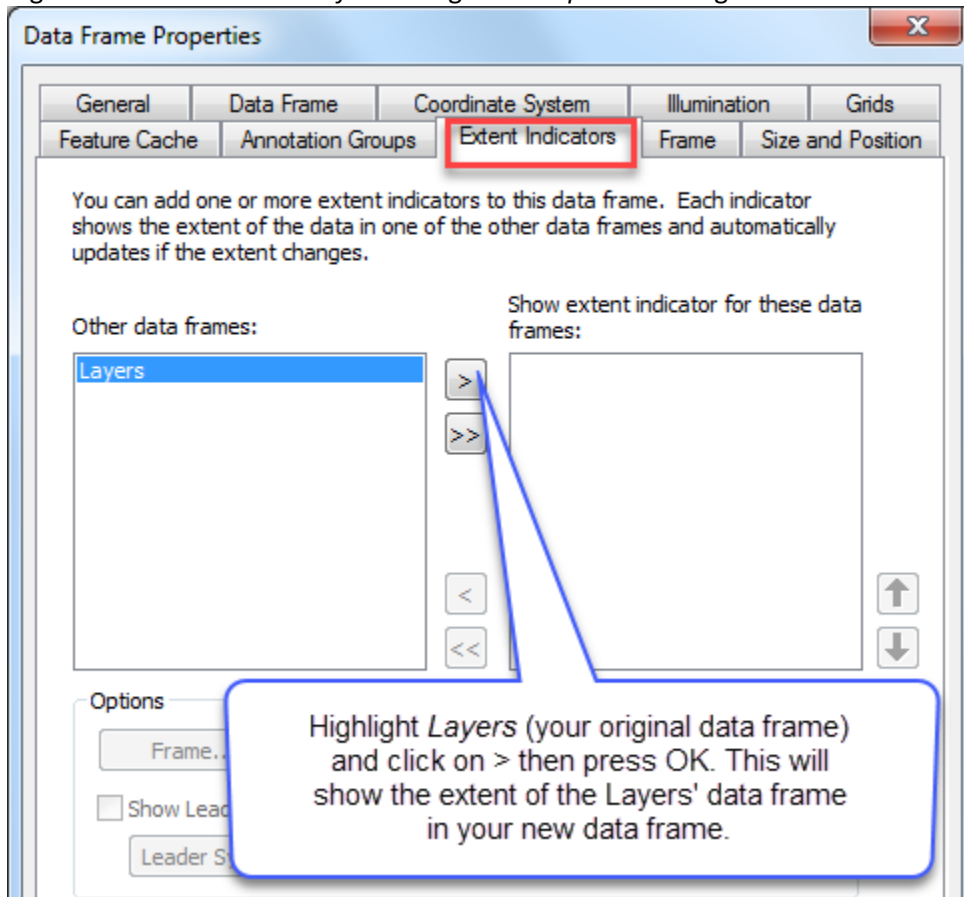 Data Frame Properties
General Data Frame Coordinate System Illumination Grids
Feature Cache Annotation Groups Extent Indicators Frame Size and Position
You can add one or more extent indicators to this data frame. Each indicator
shows the extent of the data in one of the other data frames and automatically
updates if the extent changes.
Other data frames:
Show extent indicator for these data
frames:
Layers
>
>>
<
<<
Options
Frame..
Show Lead
Leader S
Highlight Layers (your original data frame)
and click on > then press OK. This will
show the extent of the Layers' data frame
in your new data frame.